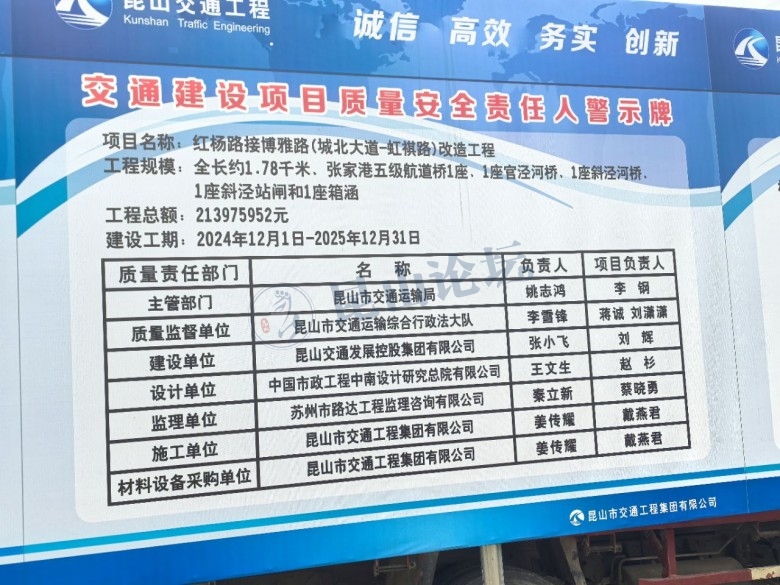 昆山交通工程
Kunshan Traffic Engineering
诚信 高效 务实 创新
交通建设项目质量安全责任人警示牌
项目名称：红杨路接博雅路(城北大道-虹祺路)改造工程
工程规模：全长约1.78千米、张家港五级航道桥1座、1座官泾河桥、1座斜泾河桥、
1座斜泾站闸和1座箱涵
工程总额：213975952元
建设工期：2024年12月1日-2025年12月31日
质量责任部门 名 称 负责人 项目负责人
主管部门 昆山市交通运输局 姚志鸿 李 钢
质量监督单位 昆山市交通运输综合行政法大队 李雷锋 蒋诚 刘潇潇
建设单位 昆山交通发展控股集团有限公司 张小飞 刘 辉
设计单位 中国市政工程中南设计研究总院有限公司 王文生 赵 杉
监理单位 苏州市路达工程监理咨询有限公司 秦立新 蔡晓勇
施工单位 昆山市交通工程集团有限公司 姜传耀 戴燕君
材料设备采购单位 昆山市交通工程集团有限公司 姜传耀 戴燕君
昆山论坛
昆山市交通工程集团有限公司